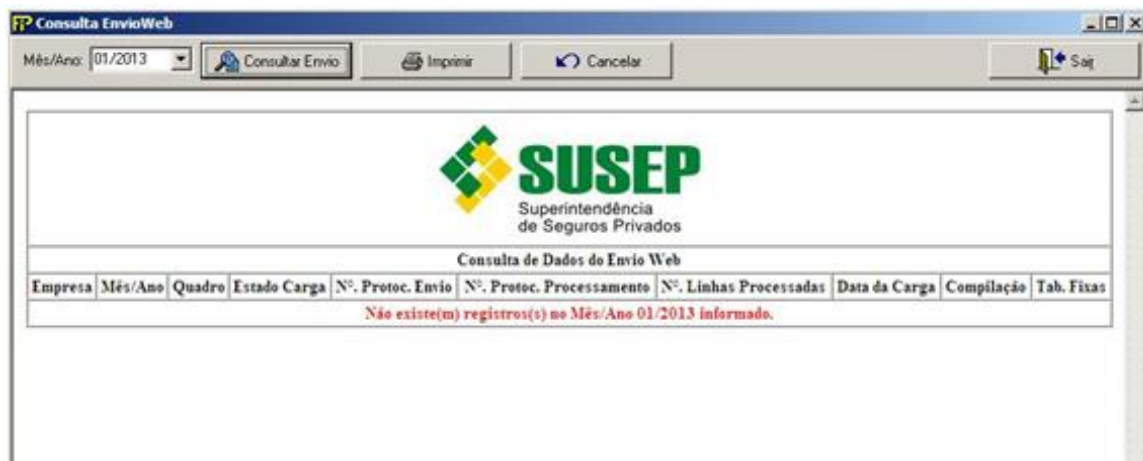 Consulta EnvioWeb
Mês/Ano: 01/2013 Consultar Envio Imprimir Cancelar Sair
SUSEP
Superintendência
de Seguros Privados
Consulta de Dados do Envio Web
Empresa Mês/Ano Quadro Estado Carga Nº. Protoc. Envio Nº. Protoc. Processamento Nº. Linhas Processadas Data da Carga Compilação Tab. Fixas
Não existe(m) registros(s) no Mês/Ano 01/2013 informado.